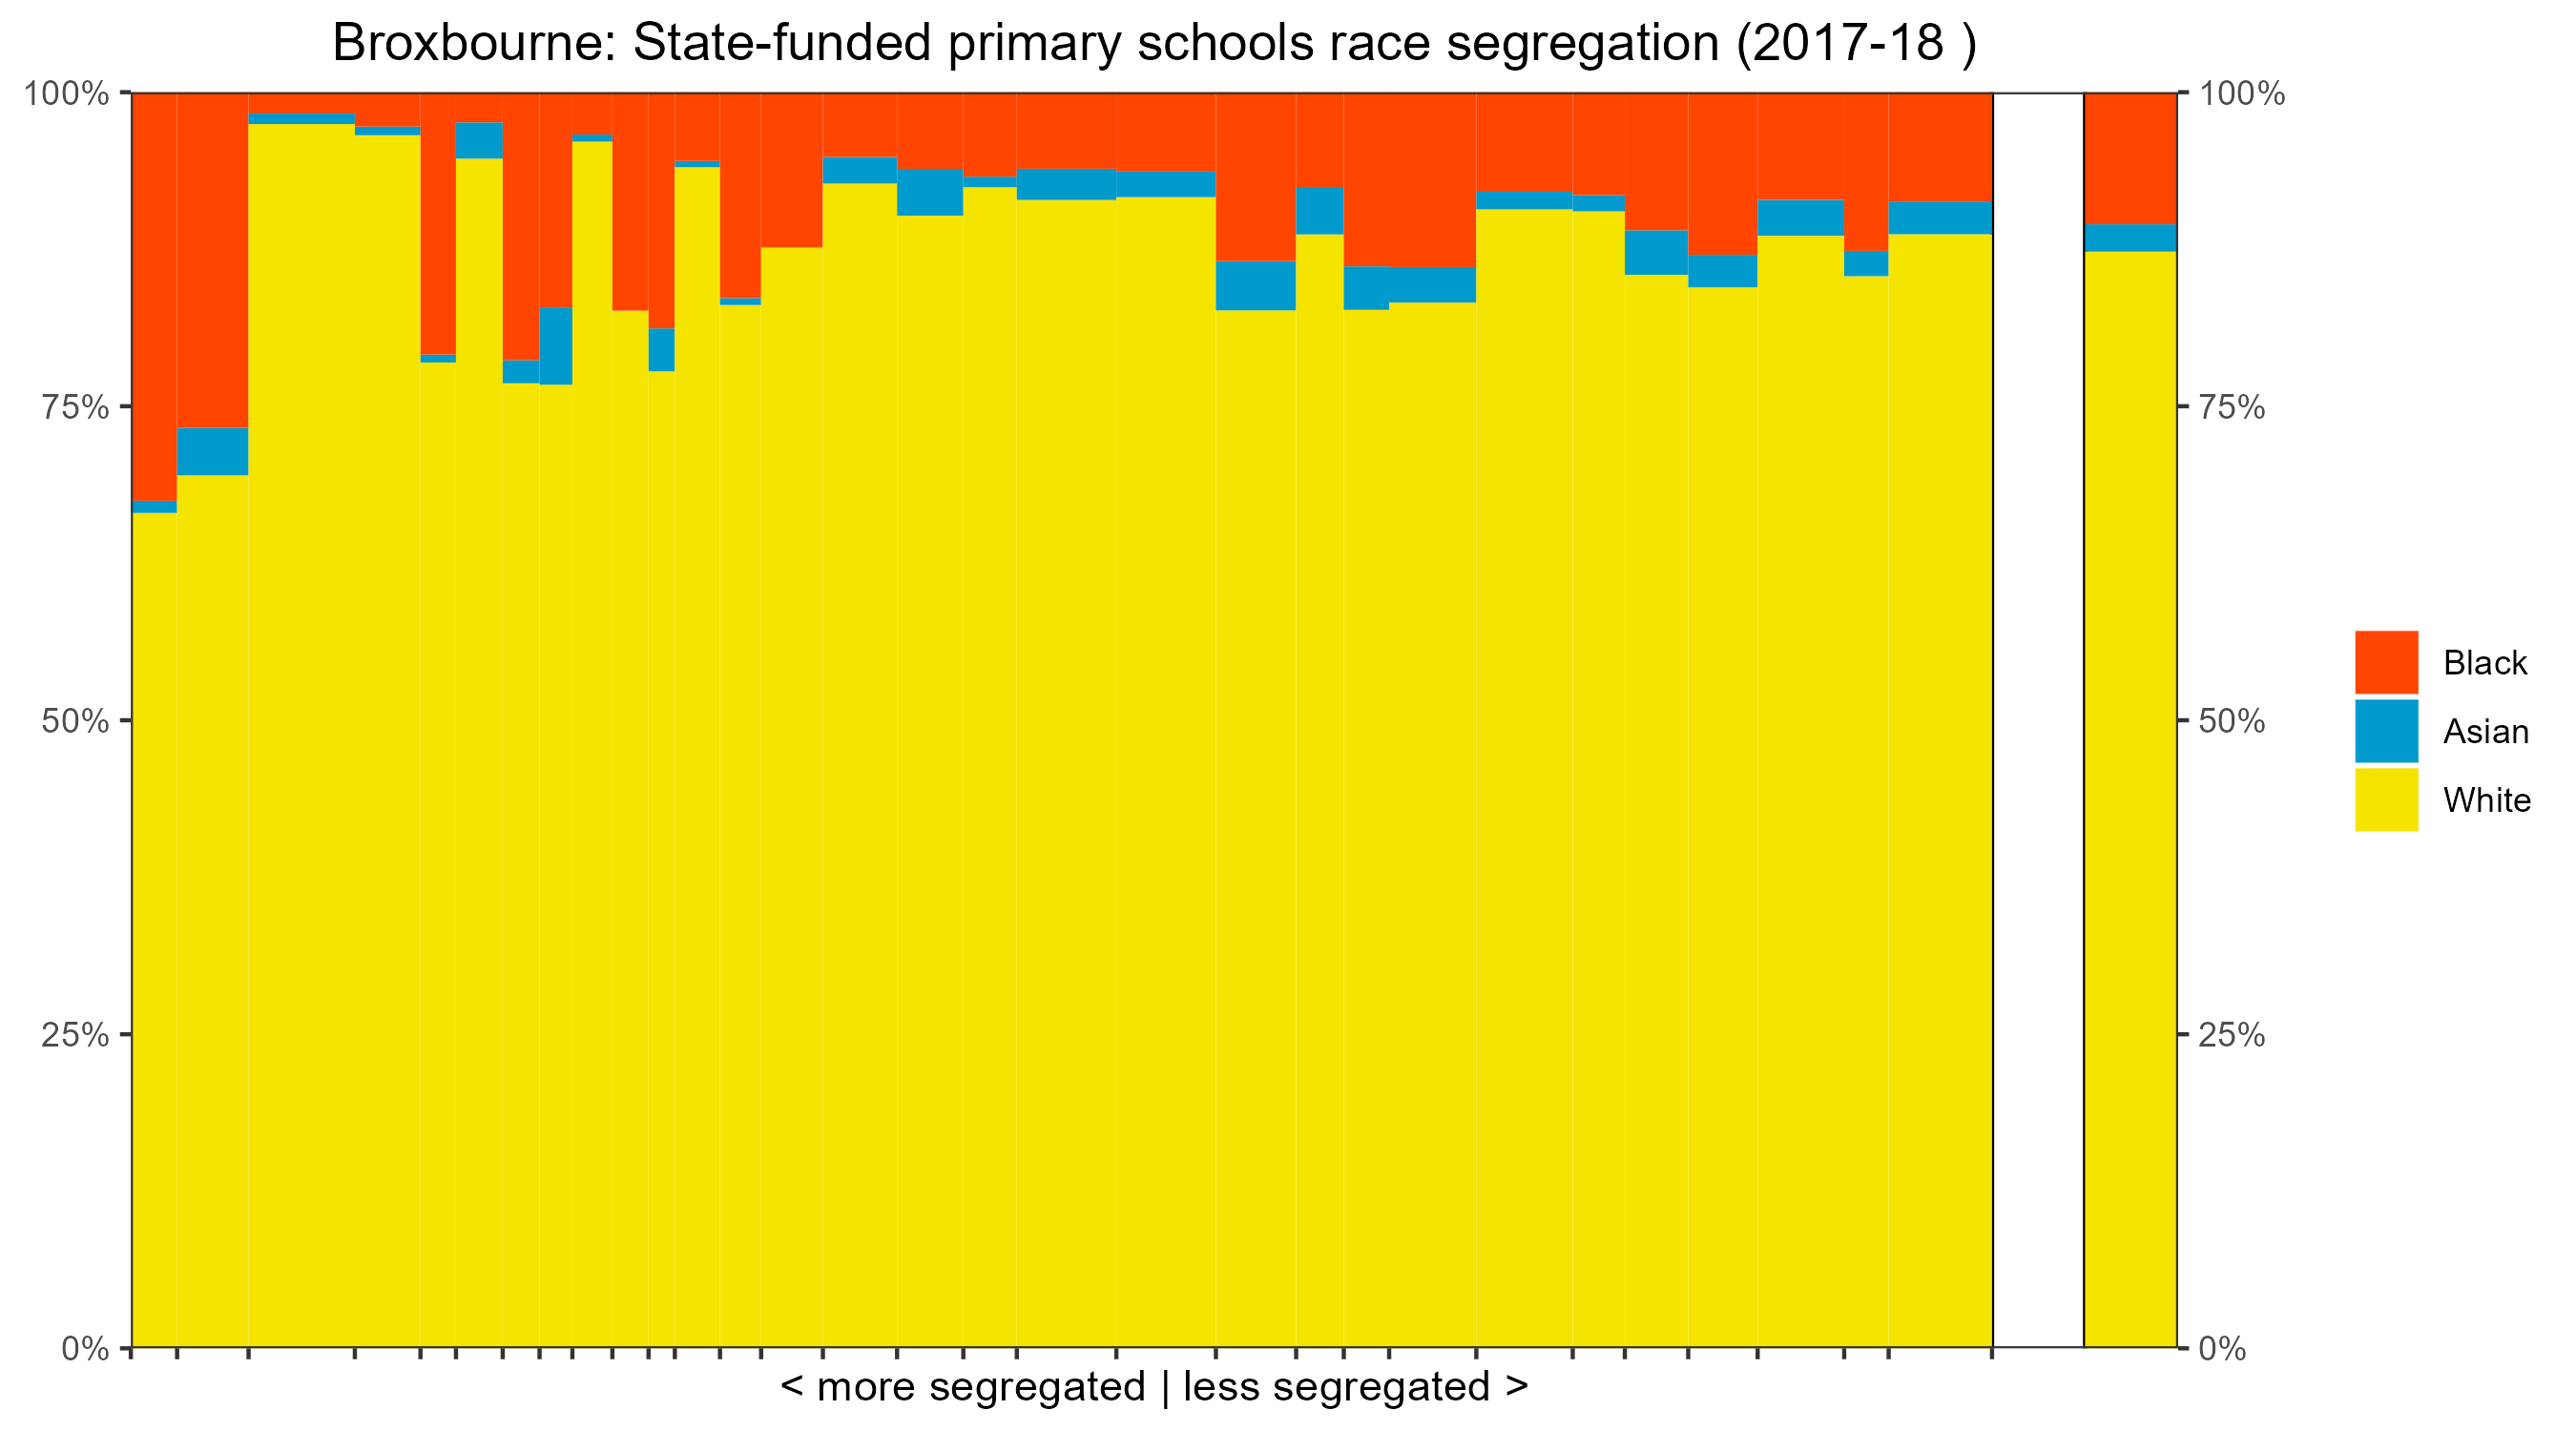 Broxbourne: State-funded primary schools race segregation (2017-18 )
100%
75%
50%
25%
0%
100%
75%
50%
25%
0%
Black
Asian
White
< more segregated | less segregated >